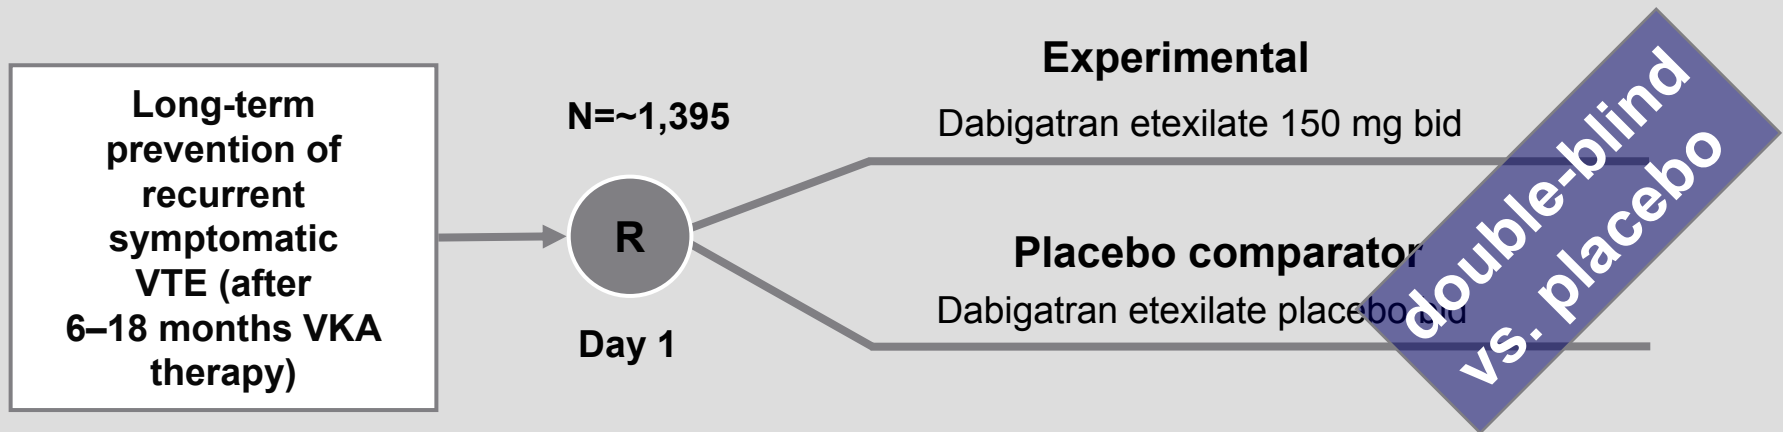 Long-term
prevention of
recurrent
symptomatic
VTE (after
6–18 months VKA
therapy)
N=~1,395
R
Day 1
Experimental
Dabigatran etexilate 150 mg bid
Placebo comparator
Dabigatran etexilate placebo bid
double-blind
vs. placebo